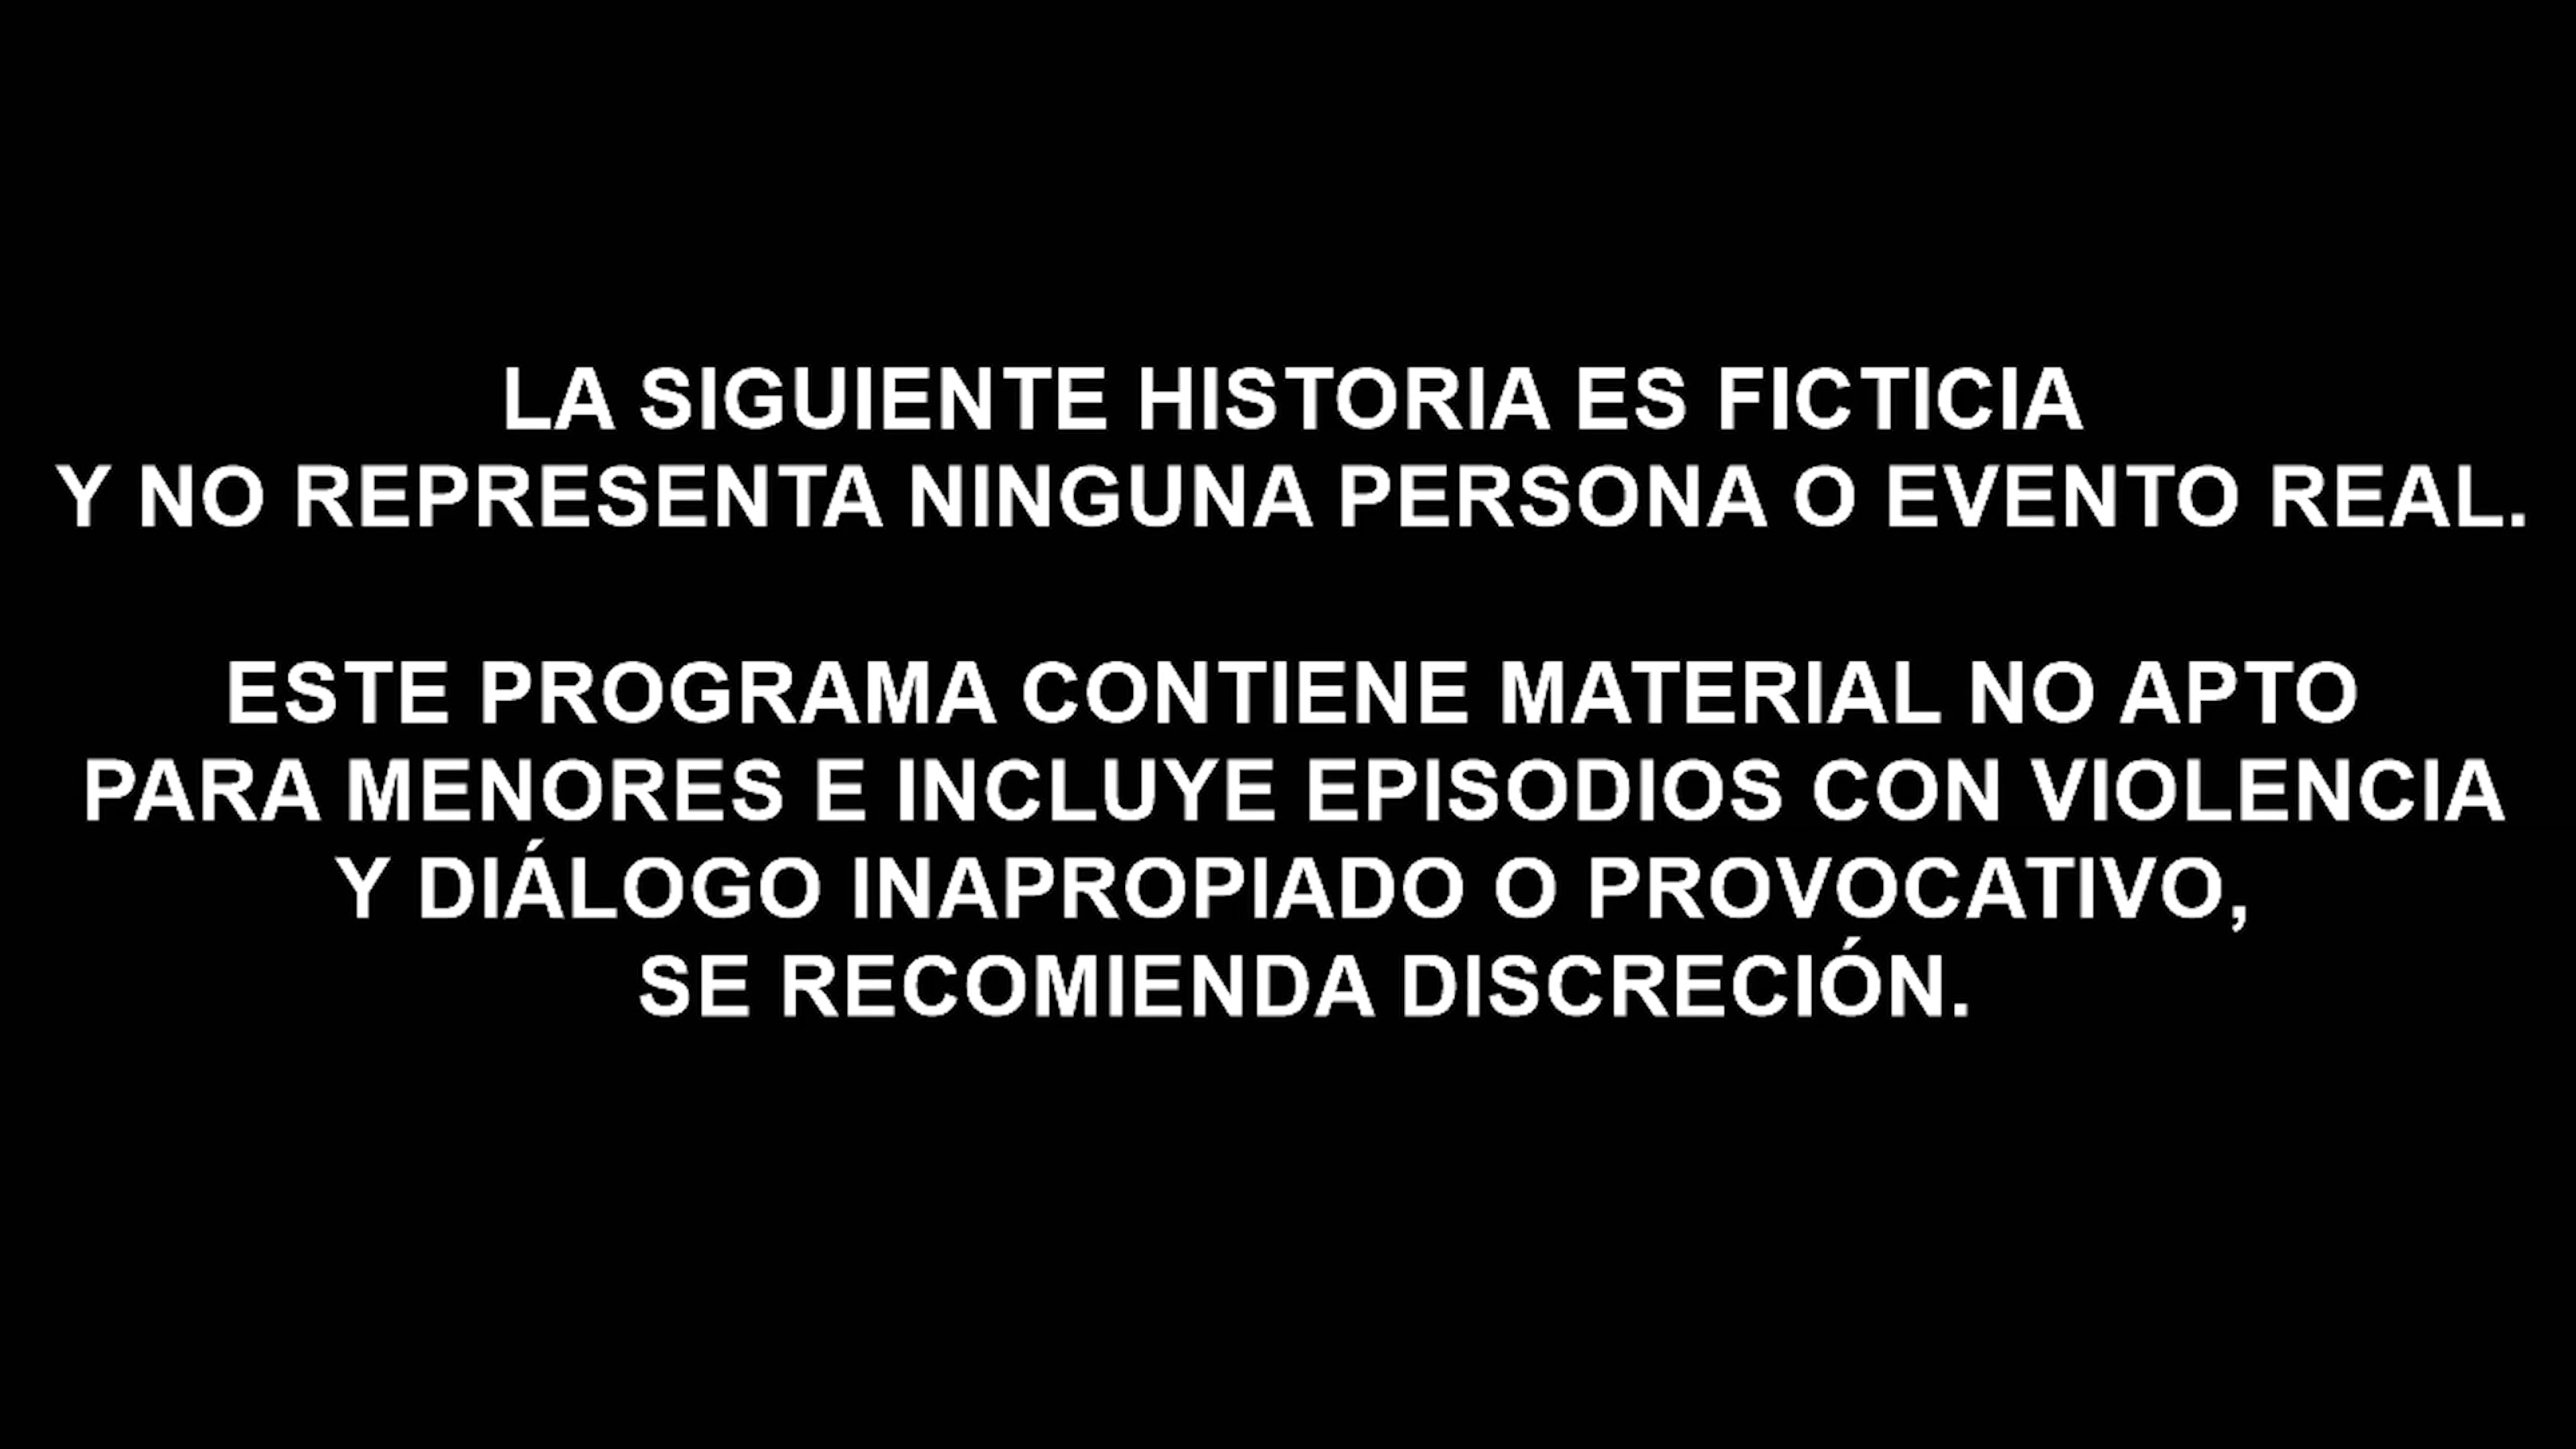 LA SIGUIENTE HISTORIA ES FICTICIA
Y NO REPRESENTA NINGUNA PERSONA O EVENTO REAL.
ESTE PROGRAMA CONTIENE MATERIAL NO APTO
PARA MENORES E INCLUYE EPISODIOS CON VIOLENCIA
Y DIÁLOGO INAPROPIADO O PROVOCATIVO,
SE RECOMIENDA DISCRECIÓN.